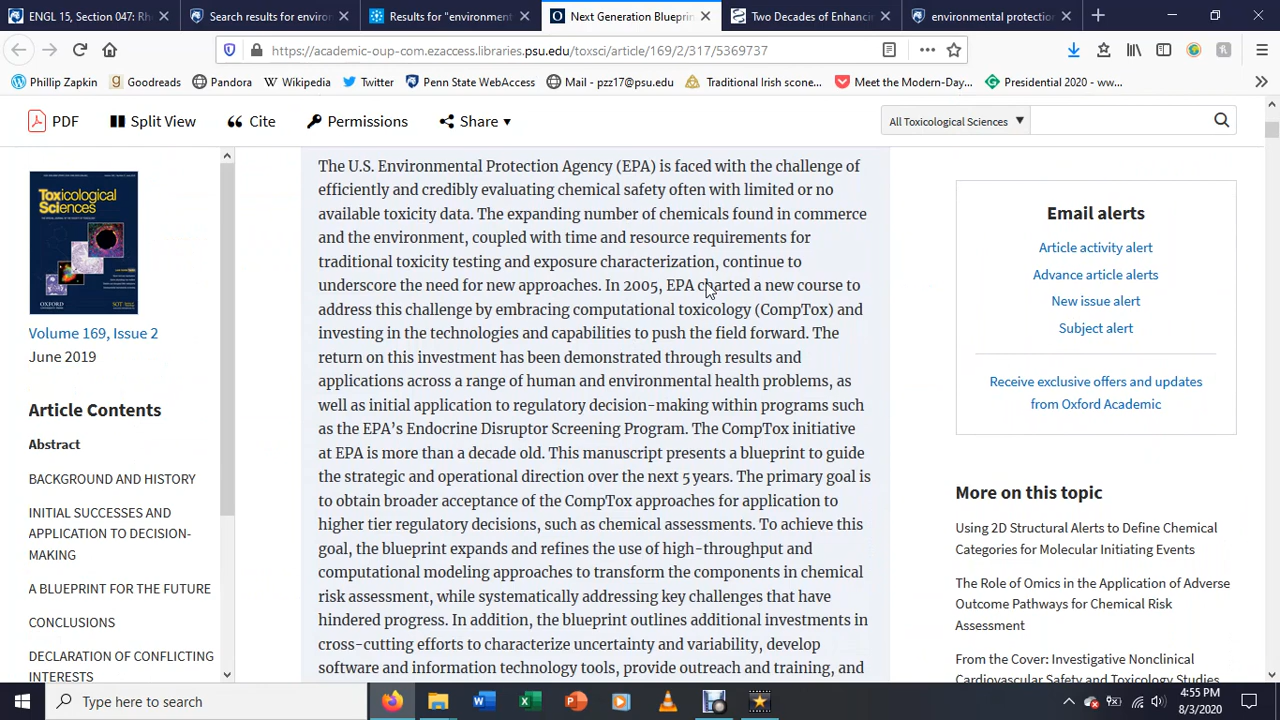 ENGL 15, Section 047: Rh
Search results for environ
Results for "environment
Next Generation Blueprin
Two Decades of Enhancin
environmental protectio
https://academic-oup-com.ezaccess.libraries.psu.edu/toxsci/article/169/2/317/5369737
Phillip Zapkin
Goodreads
Pandora
Wikipedia
Twitter
Penn State WebAccess
Mail - pzz17@psu.edu
Traditional Irish scone...
Meet the Modern-Day...
Presidential 2020 - ww...
PDF
Split View
Cite
Permissions
Share
All Toxicological Sciences
Toxicological
Sciences
OXFORD
SOT
Volume 169, Issue 2
June 2019
Article Contents
Abstract
BACKGROUND AND HISTORY
INITIAL SUCCESSES AND
APPLICATION TO DECISION-
MAKING
A BLUEPRINT FOR THE FUTURE
CONCLUSIONS
DECLARATION OF CONFLICTING
INTERESTS
The U.S. Environmental Protection Agency (EPA) is faced with the challenge of
efficiently and credibly evaluating chemical safety often with limited or no
available toxicity data. The expanding number of chemicals found in commerce
and the environment, coupled with time and resource requirements for
traditional toxicity testing and exposure characterization, continue to
underscore the need for new approaches. In 2005, EPA charted a new course to
address this challenge by embracing computational toxicology (CompTox) and
investing in the technologies and capabilities to push the field forward. The
return on this investment has been demonstrated through results and
applications across a range of human and environmental health problems, as
well as initial application to regulatory decision-making within programs such
as the EPA's Endocrine Disruptor Screening Program. The CompTox initiative
at EPA is more than a decade old. This manuscript presents a blueprint to guide
the strategic and operational direction over the next 5 years. The primary goal is
to obtain broader acceptance of the CompTox approaches for application to
higher tier regulatory decisions, such as chemical assessments. To achieve this
goal, the blueprint expands and refines the use of high-throughput and
computational modeling approaches to transform the components in chemical
risk assessment, while systematically addressing key challenges that have
hindered progress. In addition, the blueprint outlines additional investments in
cross-cutting efforts to characterize uncertainty and variability, develop
software and information technology tools, provide outreach and training, and
Email alerts
Article activity alert
Advance article alerts
New issue alert
Subject alert
Receive exclusive offers and updates
from Oxford Academic
More on this topic
Using 2D Structural Alerts to Define Chemical
Categories for Molecular Initiating Events
The Role of Omics in the Application of Adverse
Outcome Pathways for Chemical Risk
Assessment
From the Cover: Investigative Nonclinical
Cardiovascular Safety and Toxicology Studies
Type here to search
4:55 PM
8/3/2020